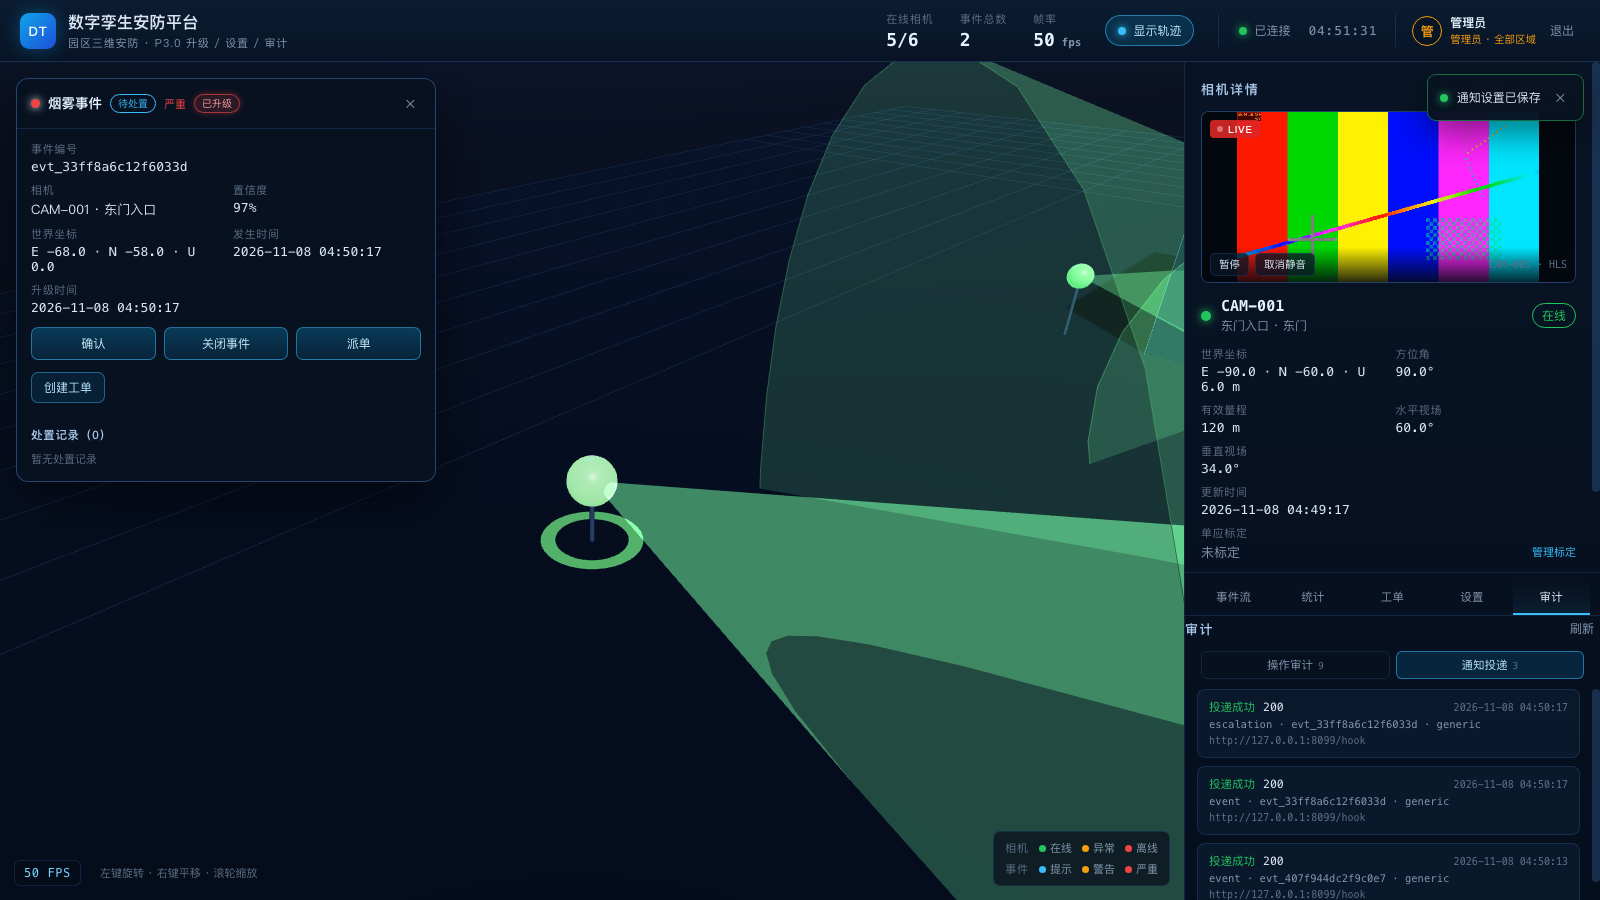 DT
数字孪生安防平台
园区三维安防 · P3.0 升级 / 设置 / 审计
在线相机
5/6
事件总数
2
帧率
50 fps
显示轨迹
已连接
04:51:31
管
管理员
管理员 · 全部区域
退出
烟雾事件
待处置
严重
已升级
事件编号
evt_33ff8a6c12f6033d
相机
置信度
CAM-001 · 东门入口
97%
世界坐标
发生时间
E -68.0 · N -58.0 · U
0.0
2026-11-08 04:50:17
升级时间
2026-11-08 04:50:17
确认
关闭事件
派单
创建工单
处置记录 (0)
暂无处置记录
50 FPS
左键旋转 · 右键平移 · 滚轮缩放
相机
在线
异常
离线
事件
提示
警告
严重
相机详情
通知设置已保存
LIVE
暂停
取消静音
CAM-001 · HLS
CAM-001
东门入口 · 东门
在线
世界坐标
方位角
E -90.0 · N -60.0 · U
6.0 m
90.0°
有效量程
水平视场
120 m
60.0°
垂直视场
34.0°
更新时间
2026-11-08 04:49:17
单应标定
未标定
管理标定
事件流
统计
工单
设置
审计
审计
刷新
操作审计 9
通知投递 3
投递成功 200
2026-11-08 04:50:17
escalation · evt_33ff8a6c12f6033d · generic
http://127.0.0.1:8099/hook
投递成功 200
2026-11-08 04:50:17
event · evt_33ff8a6c12f6033d · generic
http://127.0.0.1:8099/hook
投递成功 200
2026-11-08 04:50:13
event · evt_407f944dc2f9c0e7 · generic
http://127.0.0.1:8099/hook